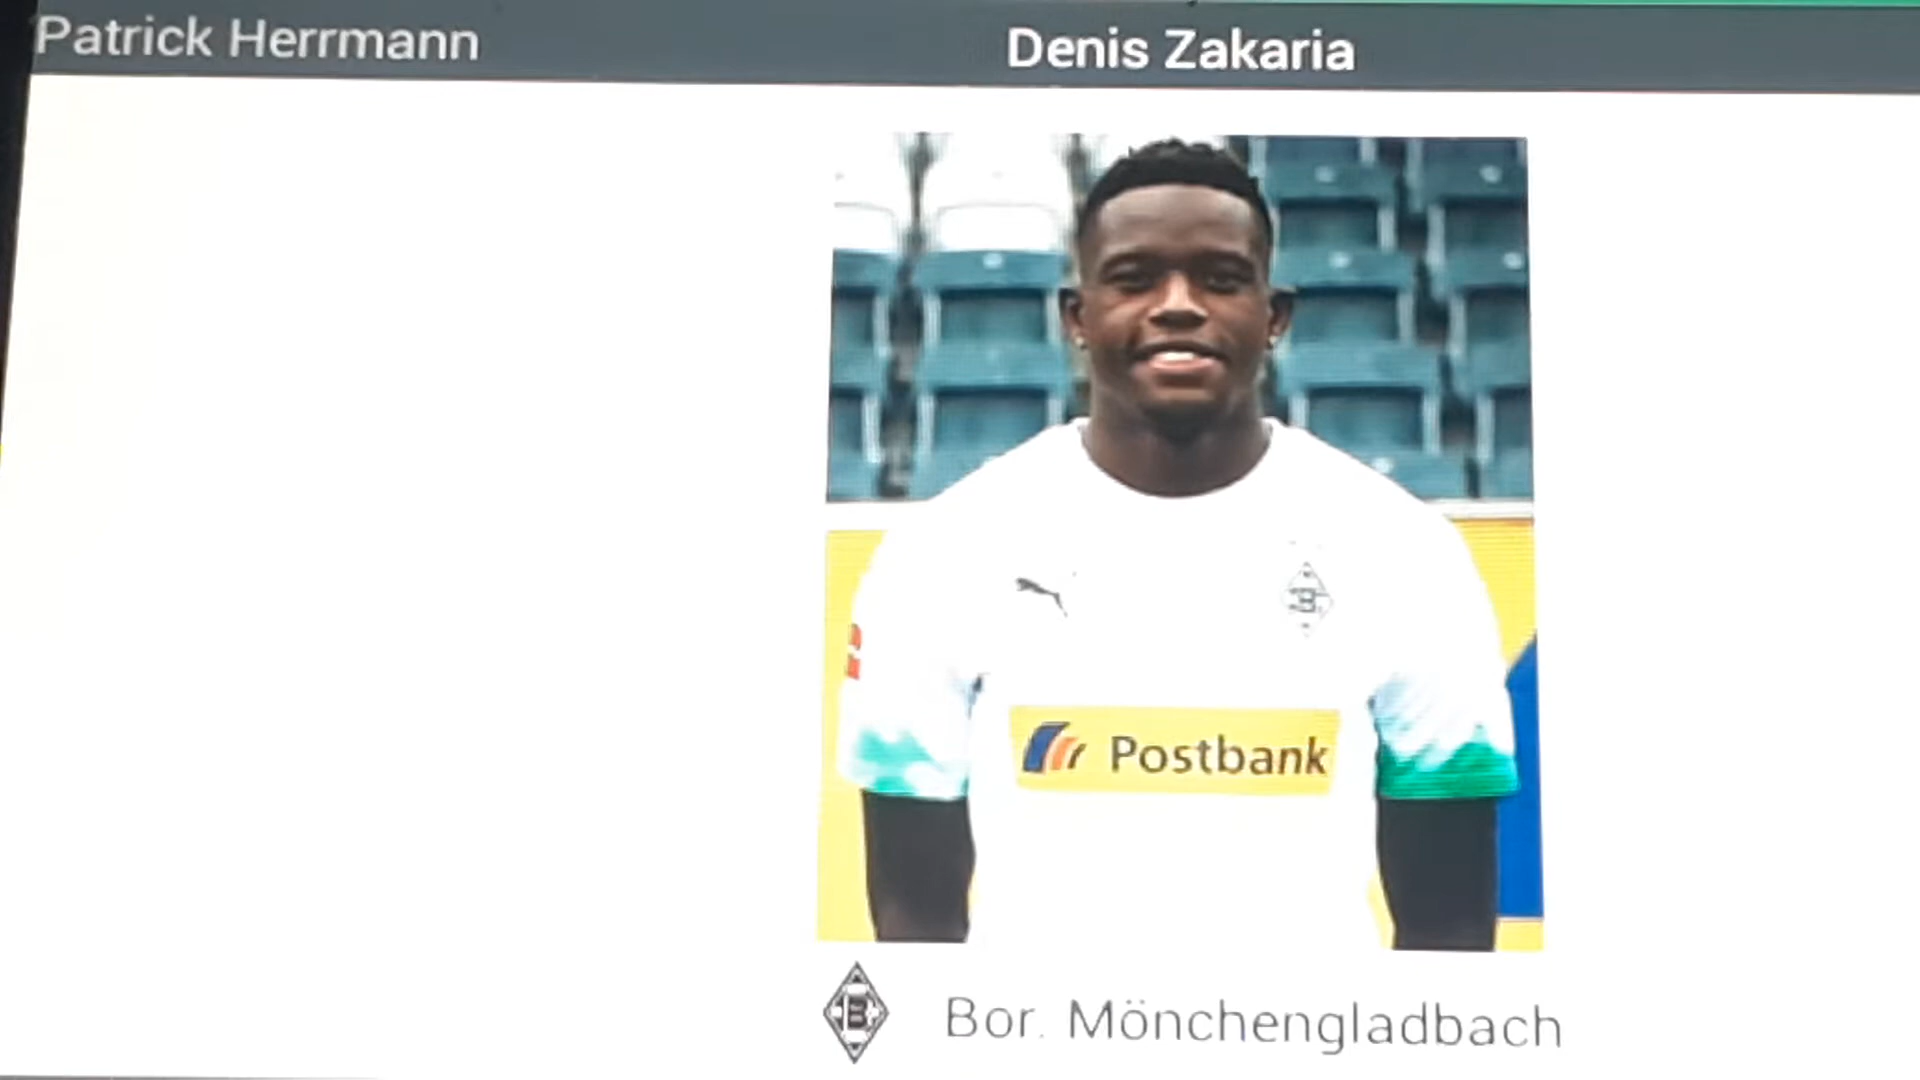 Patrick Herrmann
Denis Zakaria
Postbank
Bor. Mönchengladbach